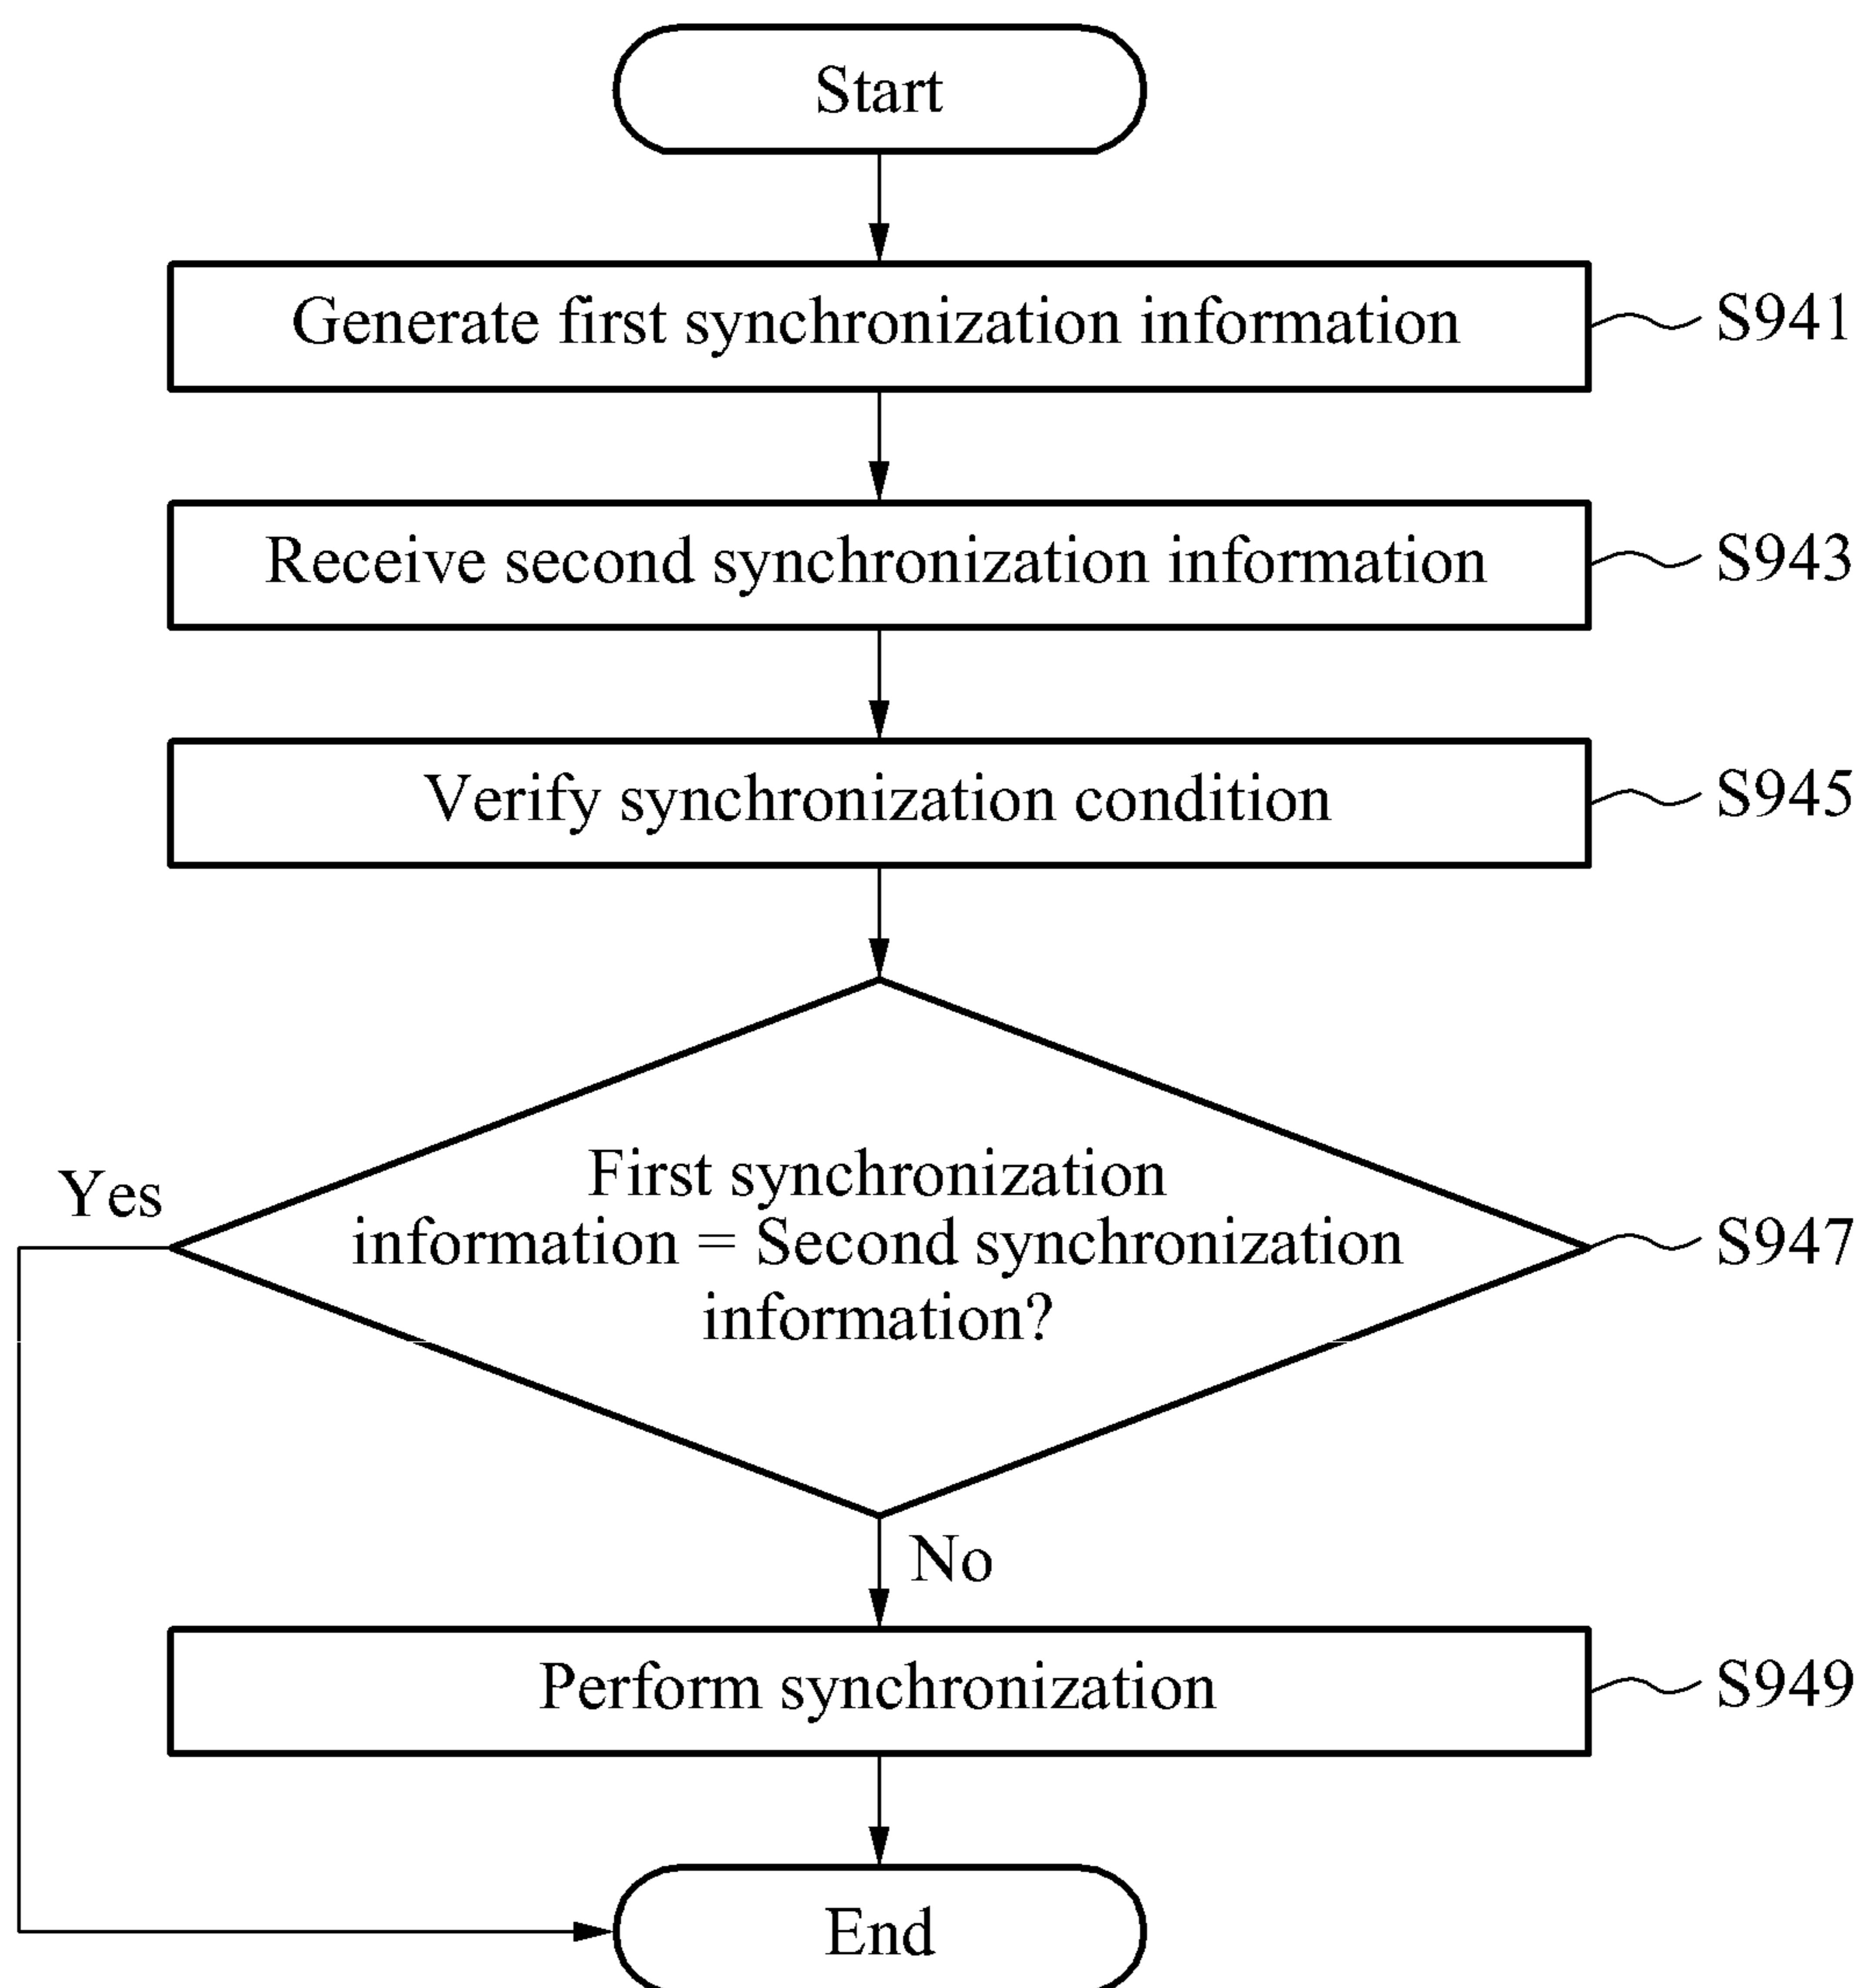 Start
Generate first synchronization information
S941
Receive second synchronization information
S943
Verify synchronization condition
S945
First synchronization
information = Second synchronization
information?
S947
Yes
No
Perform synchronization
S949
End